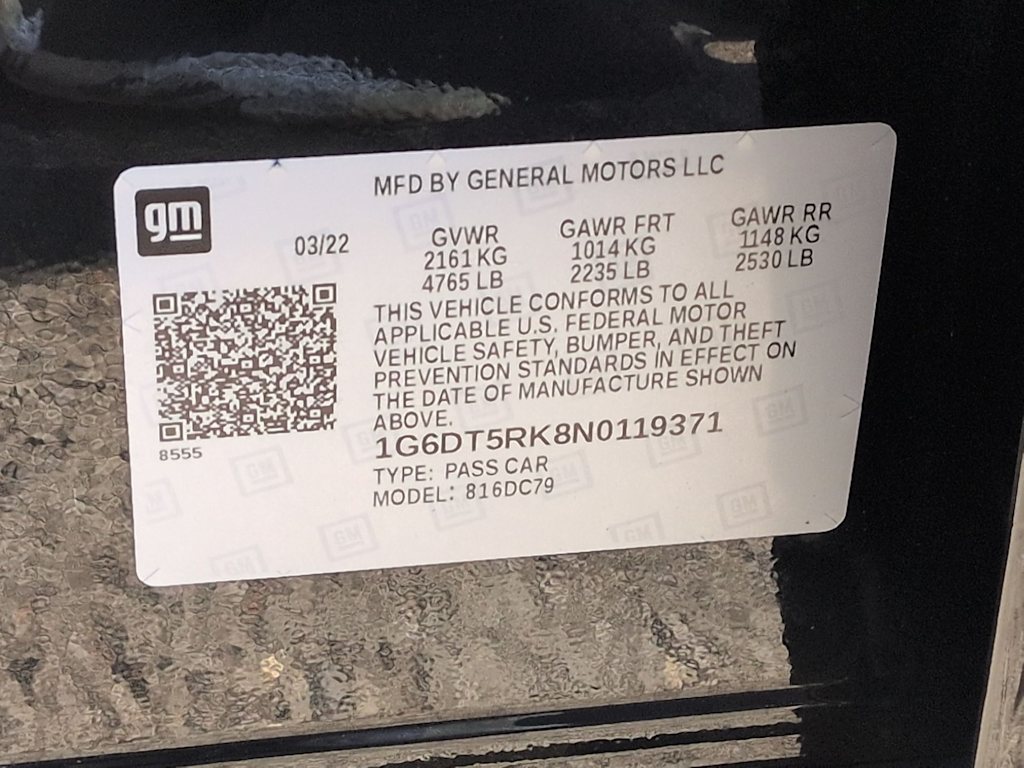 MFD BY GENERAL MOTORS LLC
gm
03/22
GVWR
2161 KG
4765 LB
GAWR FRT
1014 KG
2235 LB
GAWR RR
1148 KG
2530 LB
THIS VEHICLE CONFORMS TO ALL
APPLICABLE U.S. FEDERAL MOTOR
VEHICLE SAFETY, BUMPER, AND THEFT
PREVENTION STANDARDS IN EFFECT ON
THE DATE OF MANUFACTURE SHOWN
ABOVE.
8555
1G6DT5RK8N0119371
TYPE: PASS CAR
MODEL: 816DC79